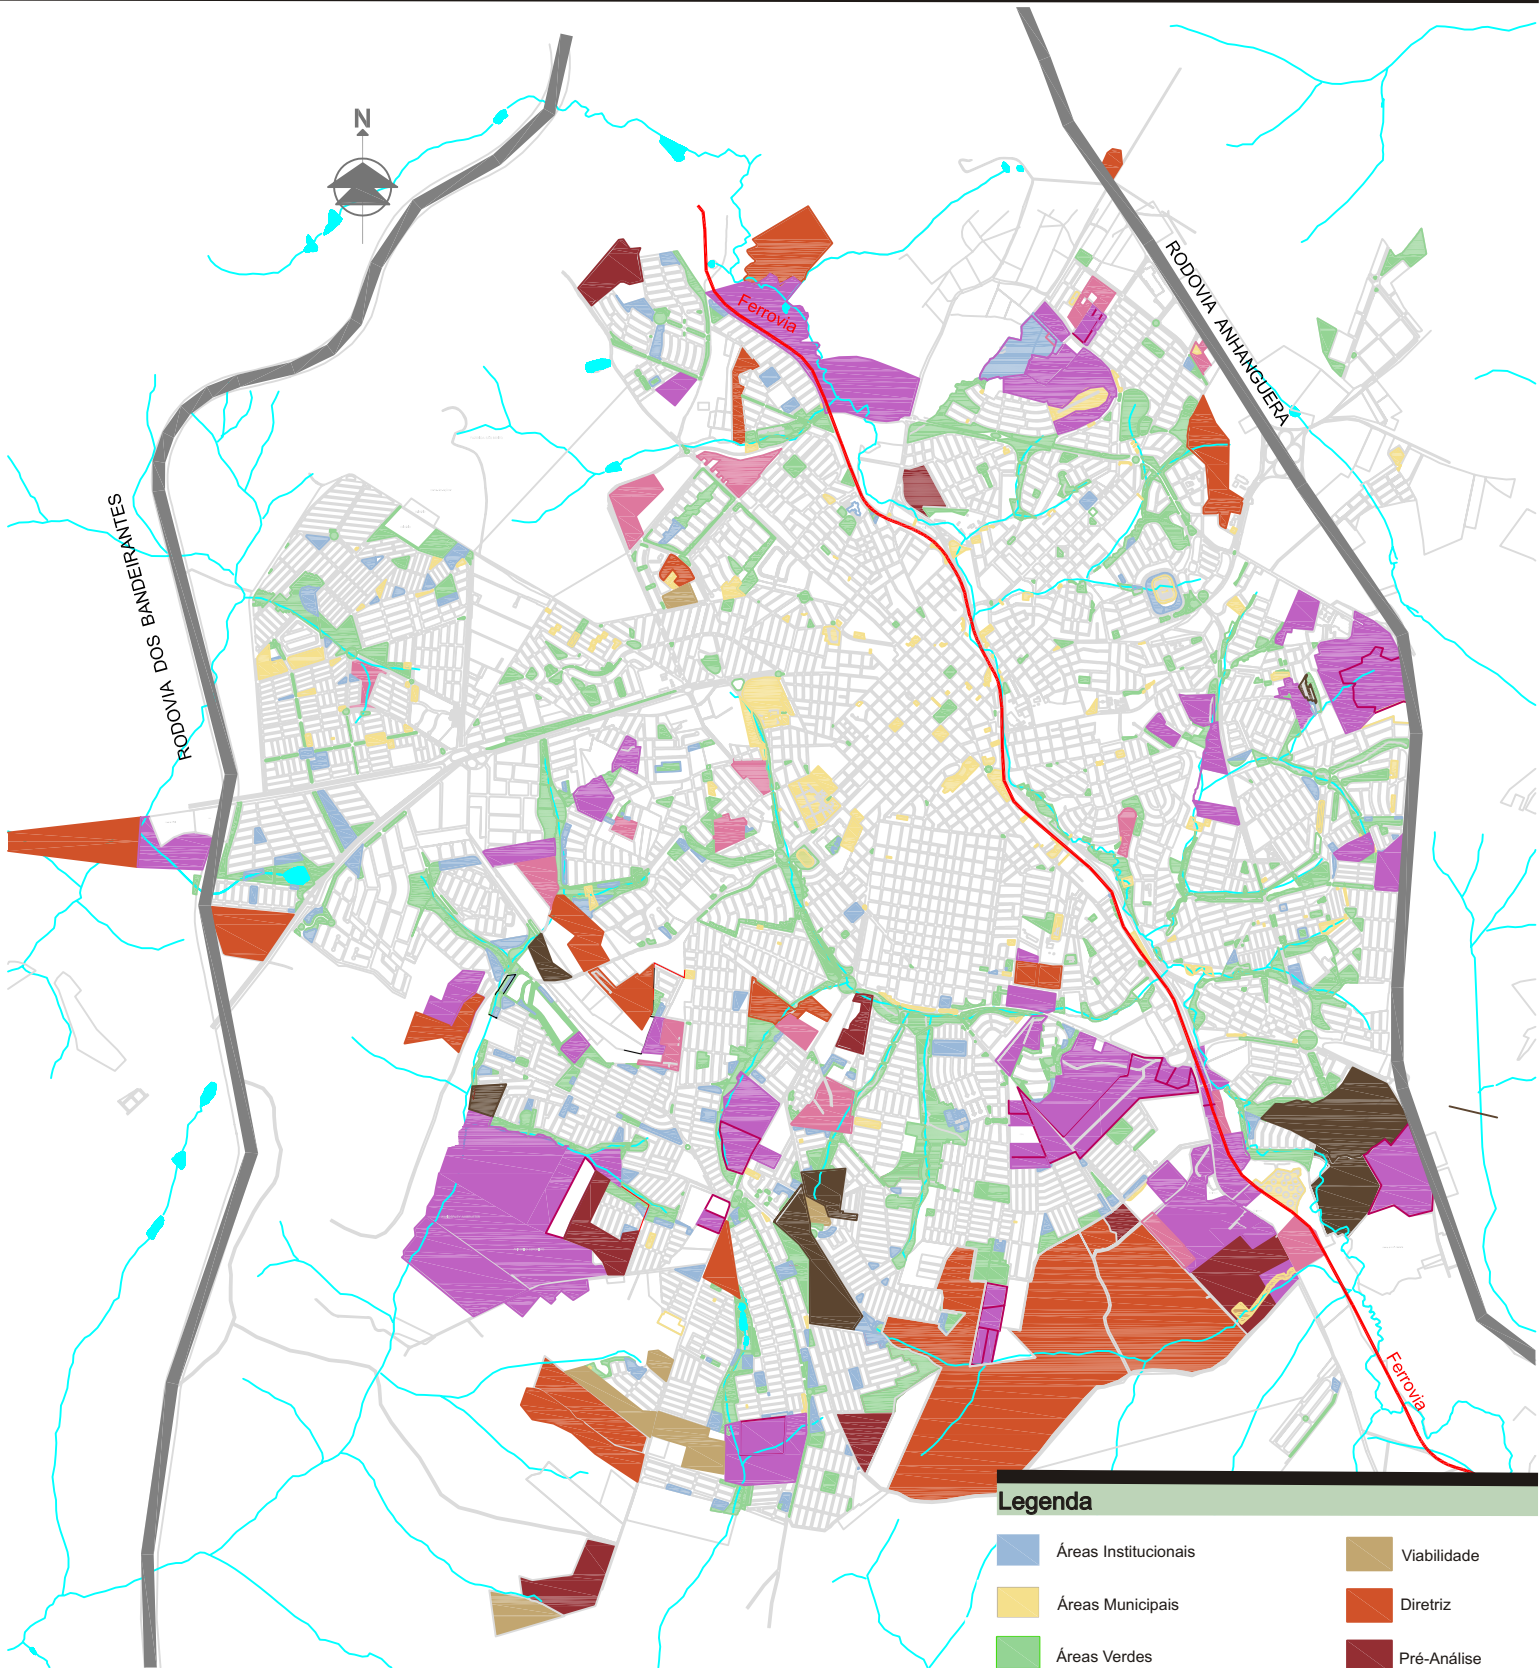 N
RODOVIA ANHANGUERA
Ferrovia
RODOVIA DOS BANDEIRANTES
Ferrovia
Legenda
Áreas Institucionais
Viabilidade
Áreas Municipais
Diretriz
Áreas Verdes
Pré-Análise